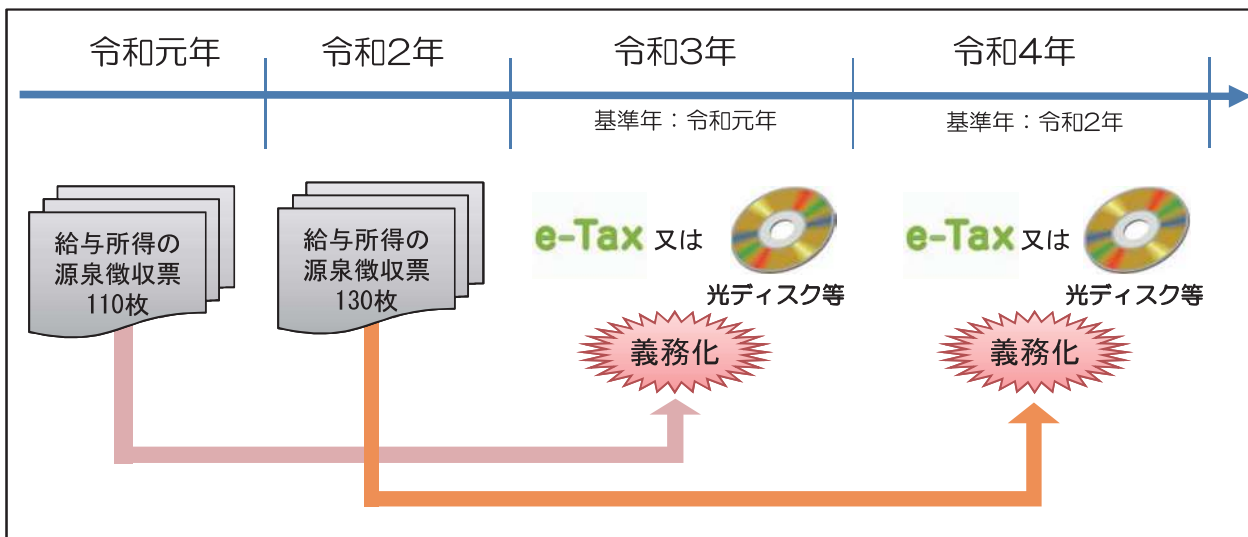 令和元年
令和2年
令和3年
令和4年
基準年：令和元年
基準年：令和2年
給与所得の
源泉徴収票
110枚
給与所得の
源泉徴収票
130枚
e-Tax 又は
光ディスク等
義務化
e-Tax 又は
光ディスク等
義務化